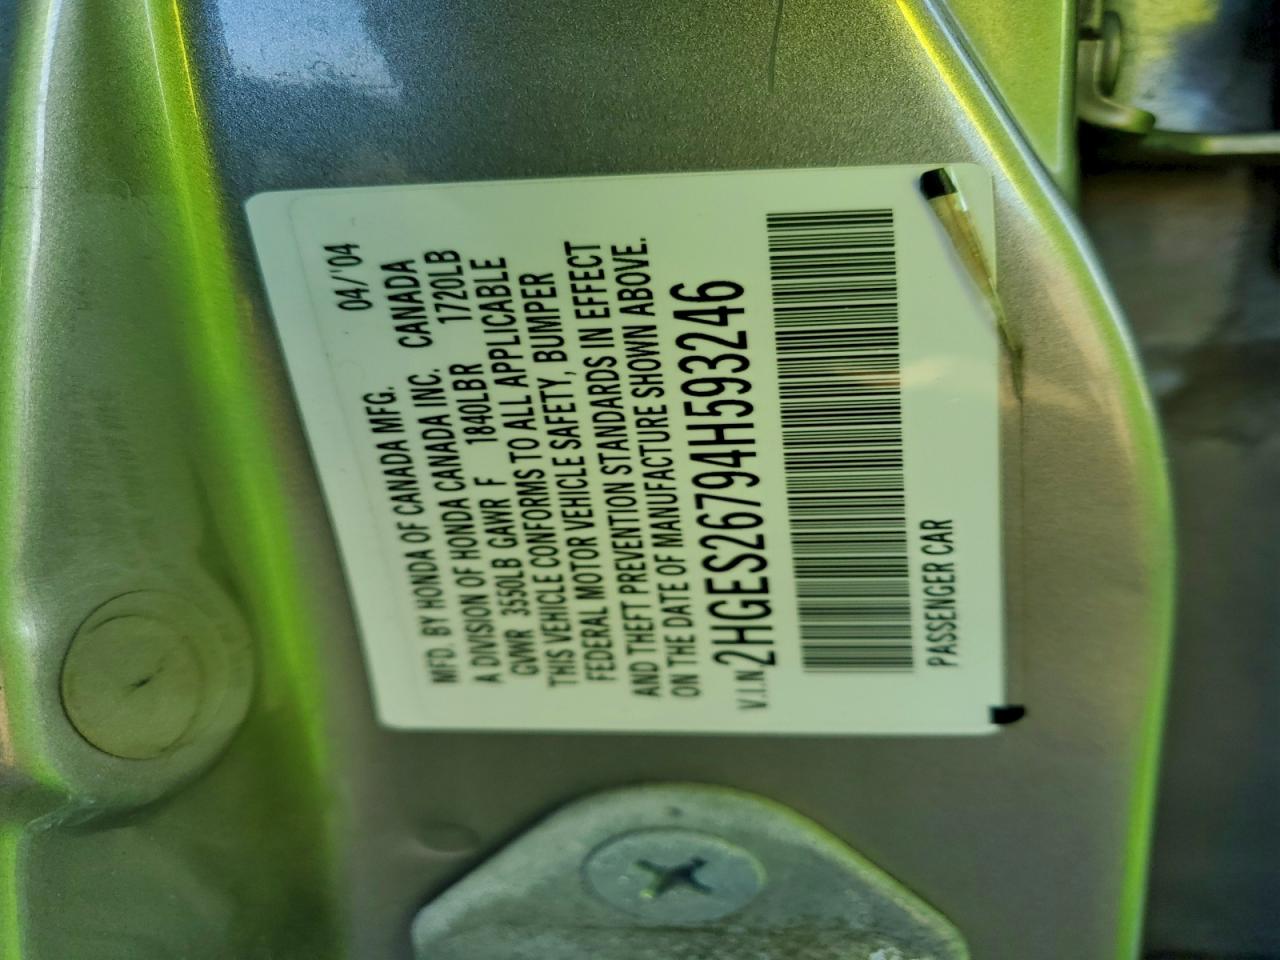 MFD. BY HONDA OF CANADA MFG. 04/'04
A DIVISION OF HONDA CANADA INC. CANADA
GVWR 3550LB GAWR F 1840LB R 1720LB
THIS VEHICLE CONFORMS TO ALL APPLICABLE
FEDERAL MOTOR VEHICLE SAFETY, BUMPER
AND THEFT PREVENTION STANDARDS IN EFFECT
ON THE DATE OF MANUFACTURE SHOWN ABOVE.
V.I.N 2HGES26794H593246
PASSENGER CAR